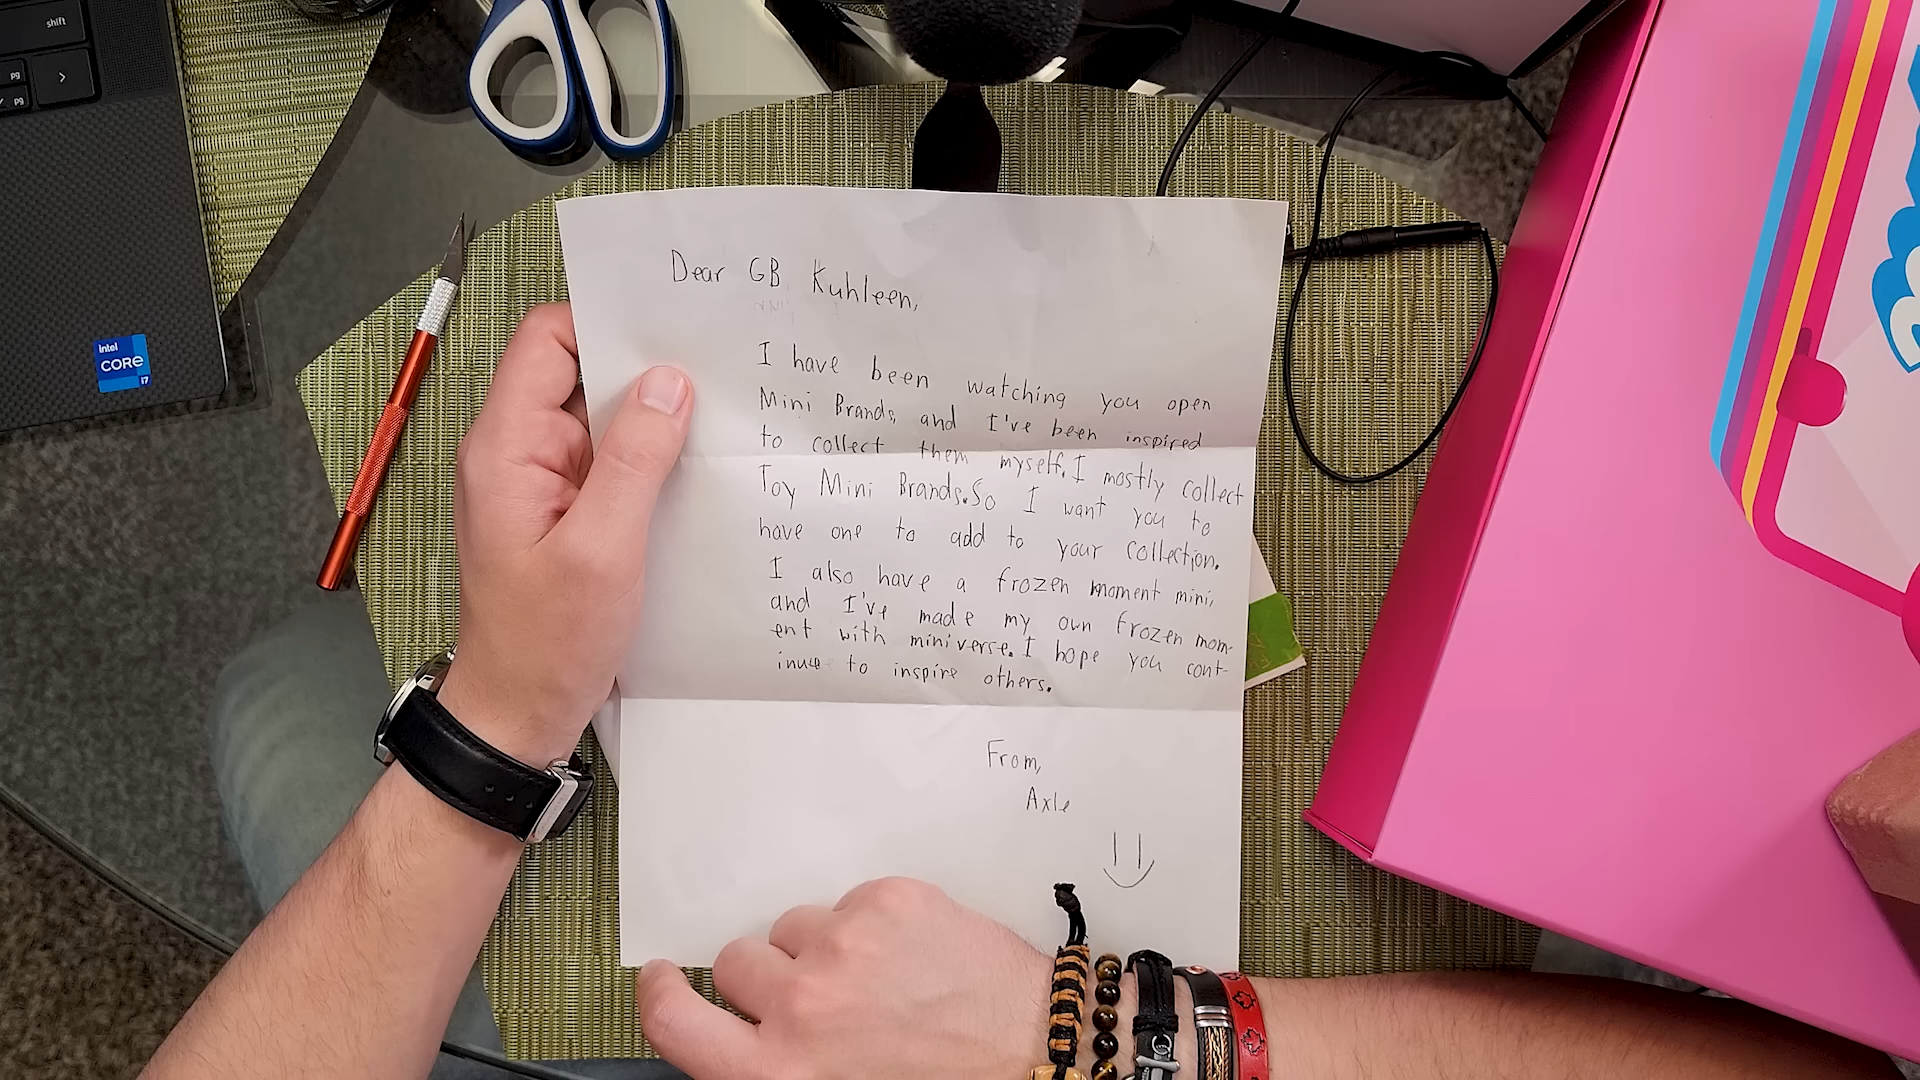 shift
pg
pg
intel
CORE
i7
Dear GB Kuhleen,
I have been watching you open
Mini Brands, and I've been inspired
to collect them myself. I mostly collect
Toy Mini Brands. So I want you to
have one to add to your collection.
I also have a frozen moment mini,
and I've made my own frozen mom-
ent with miniverse. I hope you cont-
inue to inspire others.
From,
Axle